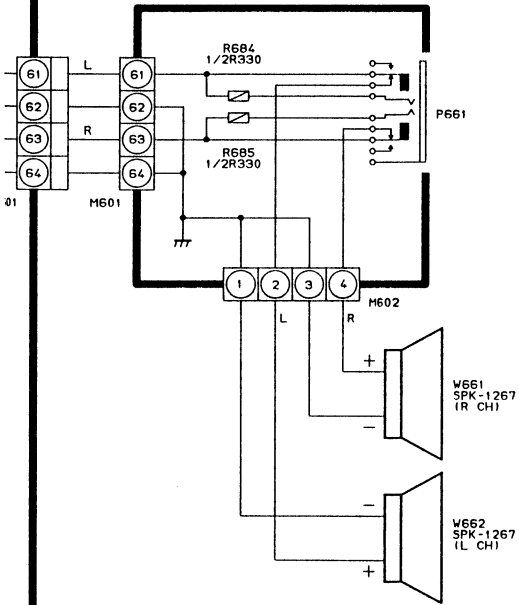 R684
1/2R330
61
L
61
62
62
P661
63
R
63
R685
1/2R330
64
64
01
M601
1
2
3
4
M602
L
R
+
W661
SPK-1267
(R CH)
−
−
W662
SPK-1267
(L CH)
+